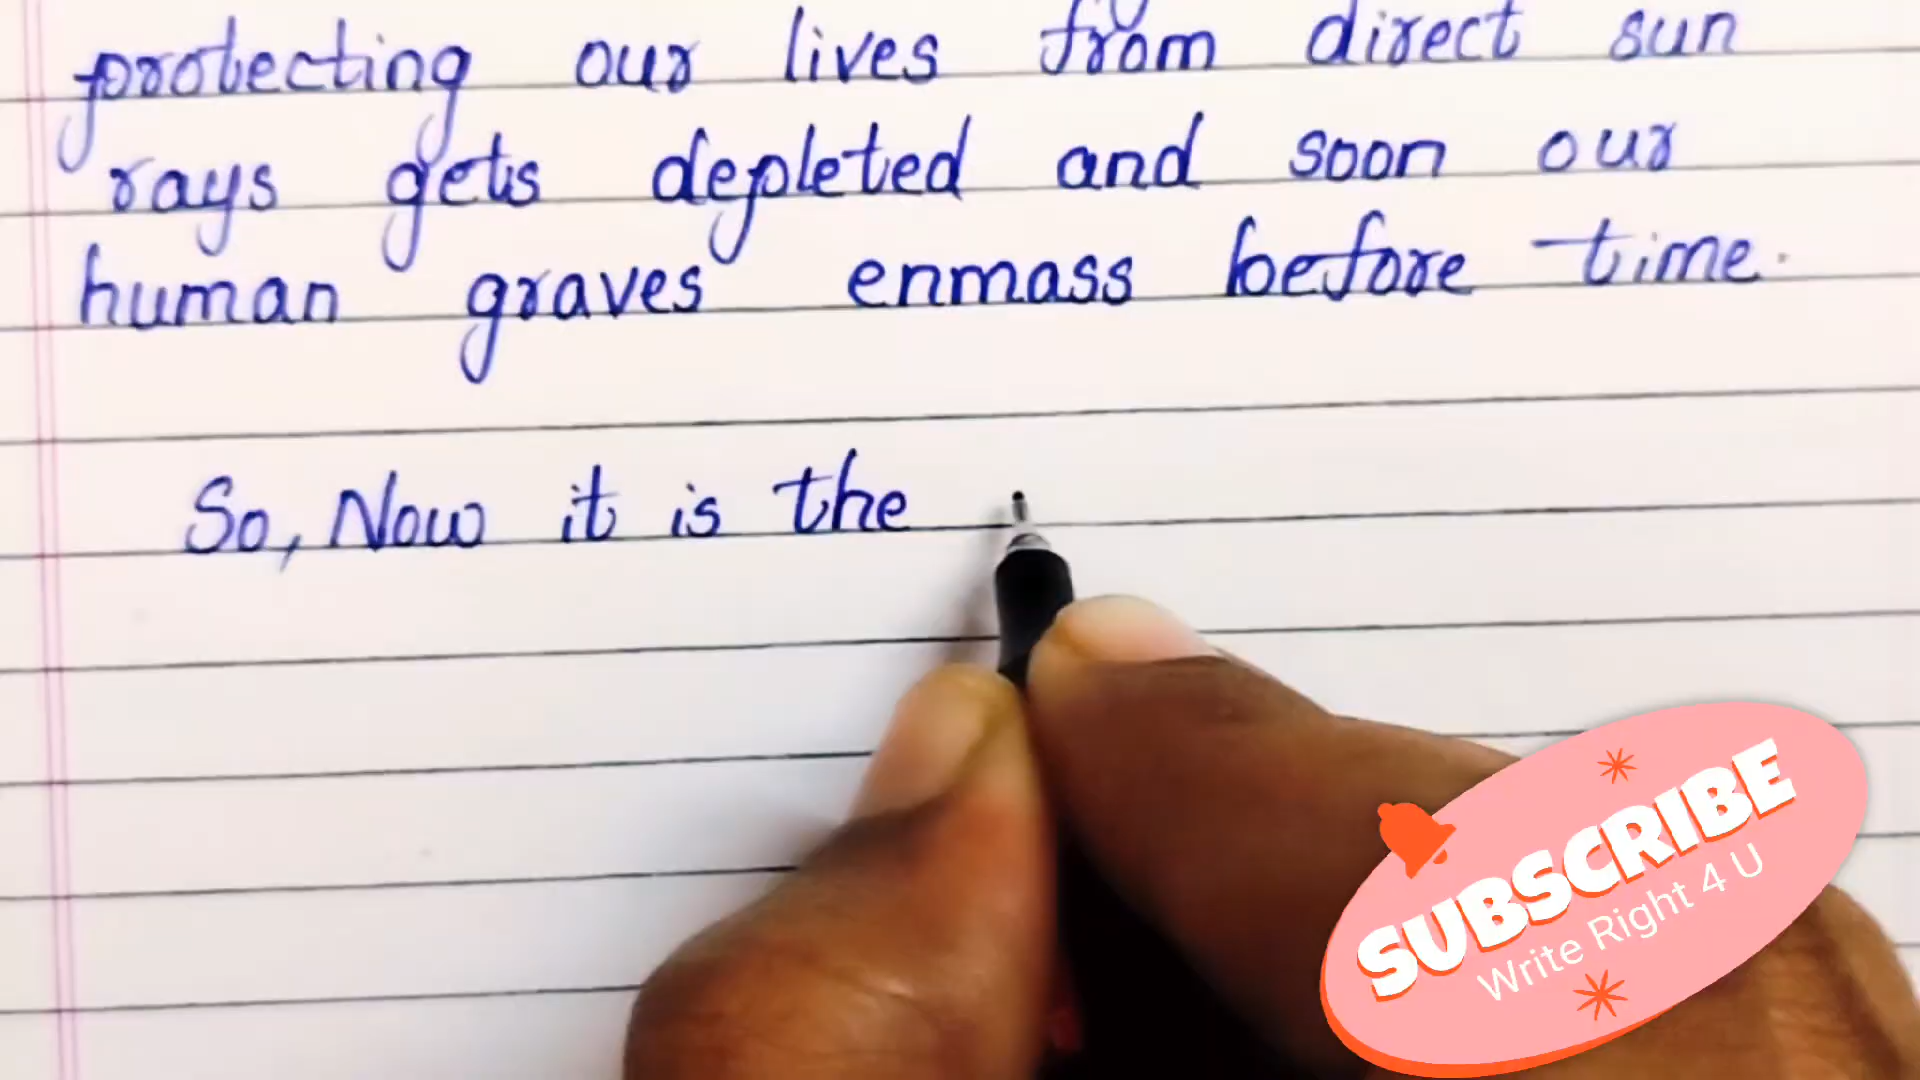 protecting our lives from direct sun
rays gets depleted and soon our
human graves enmass before time.
So, Now it is the
SUBSCRIBE
Write Right 4 U